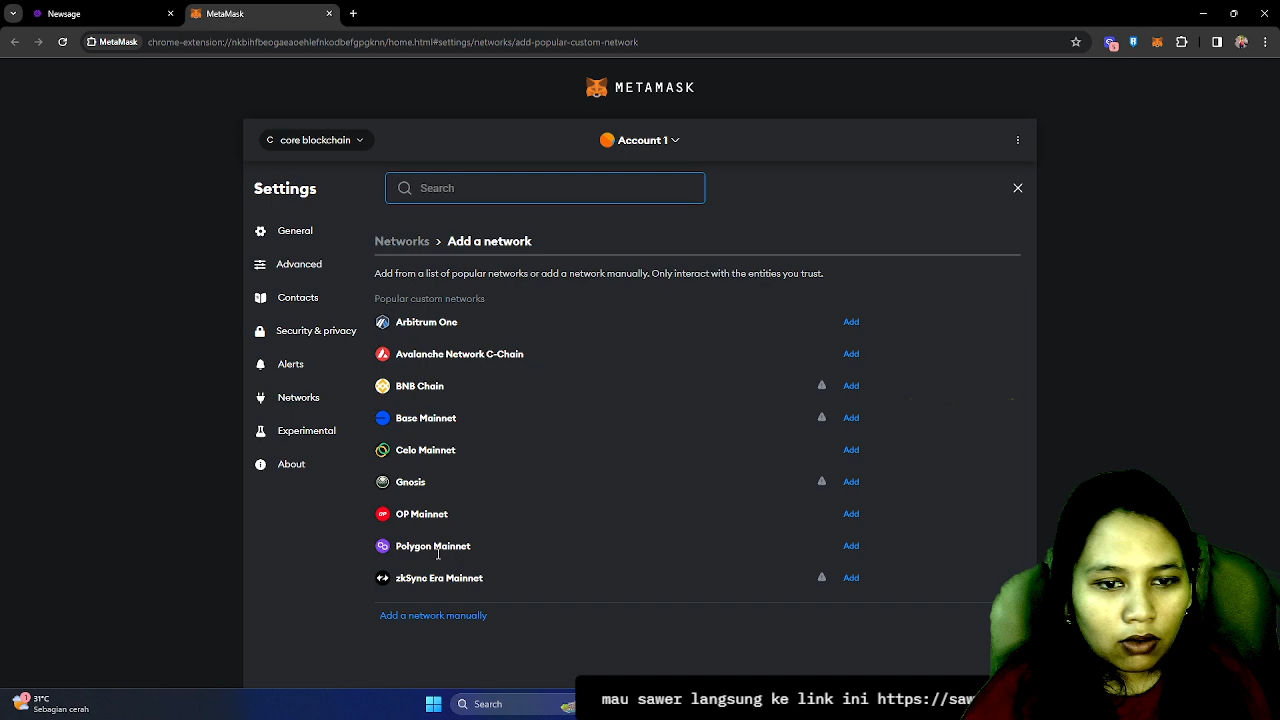 Newsage
MetaMask
MetaMask
chrome-extension://nkbihfbeogaeaoehlefnkodbefgpgknn/home.html#settings/networks/add-popular-custom-network
METAMASK
C core blockchain
Account 1
Settings
Search
General
Advanced
Contacts
Security & privacy
Alerts
Networks
Experimental
About
Networks > Add a network
Add from a list of popular networks or add a network manually. Only interact with the entities you trust.
Popular custom networks
Arbitrum One Add
Avalanche Network C-Chain Add
BNB Chain Add
Base Mainnet Add
Celo Mainnet Add
Gnosis Add
OP Mainnet Add
Polygon Mainnet Add
zkSync Era Mainnet Add
Add a network manually
31°C
Sebagian cerah
Search
mau sawer langsung ke link ini https://saw